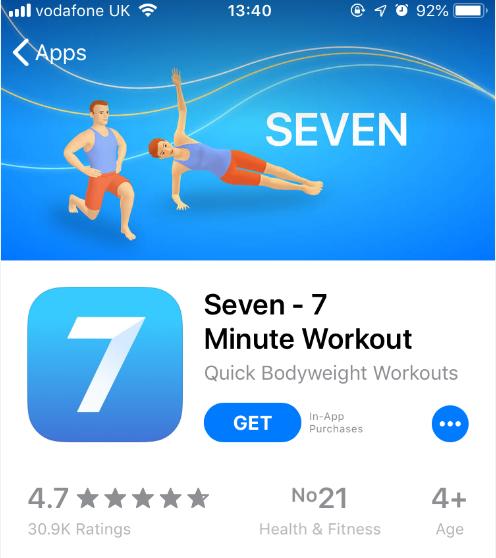 vodafone UK 13:40 92%
Apps
SEVEN
7
Seven - 7
Minute Workout
Quick Bodyweight Workouts
GET
In-App
Purchases
4.7 No21 4+
30.9K Ratings Health & Fitness Age